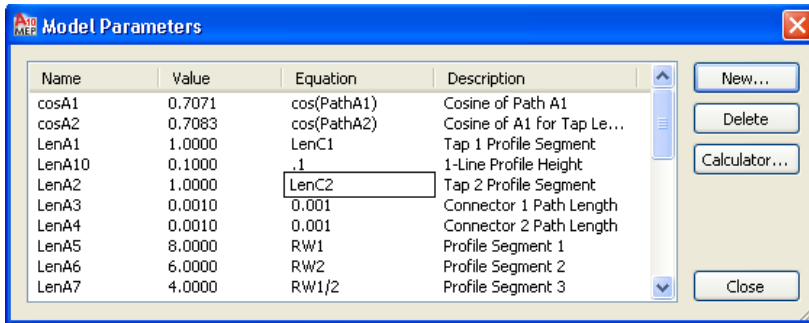 A10 MEP Model Parameters
Name Value Equation Description
cosA1 0.7071 cos(PathA1) Cosine of Path A1
cosA2 0.7083 cos(PathA2) Cosine of A1 for Tap Le...
LenA1 1.0000 LenC1 Tap 1 Profile Segment
LenA10 0.1000 .1 1-Line Profile Height
LenA2 1.0000 LenC2 Tap 2 Profile Segment
LenA3 0.0010 0.001 Connector 1 Path Length
LenA4 0.0010 0.001 Connector 2 Path Length
LenA5 8.0000 RW1 Profile Segment 1
LenA6 6.0000 RW2 Profile Segment 2
LenA7 4.0000 RW1/2 Profile Segment 3
New...
Delete
Calculator...
Close